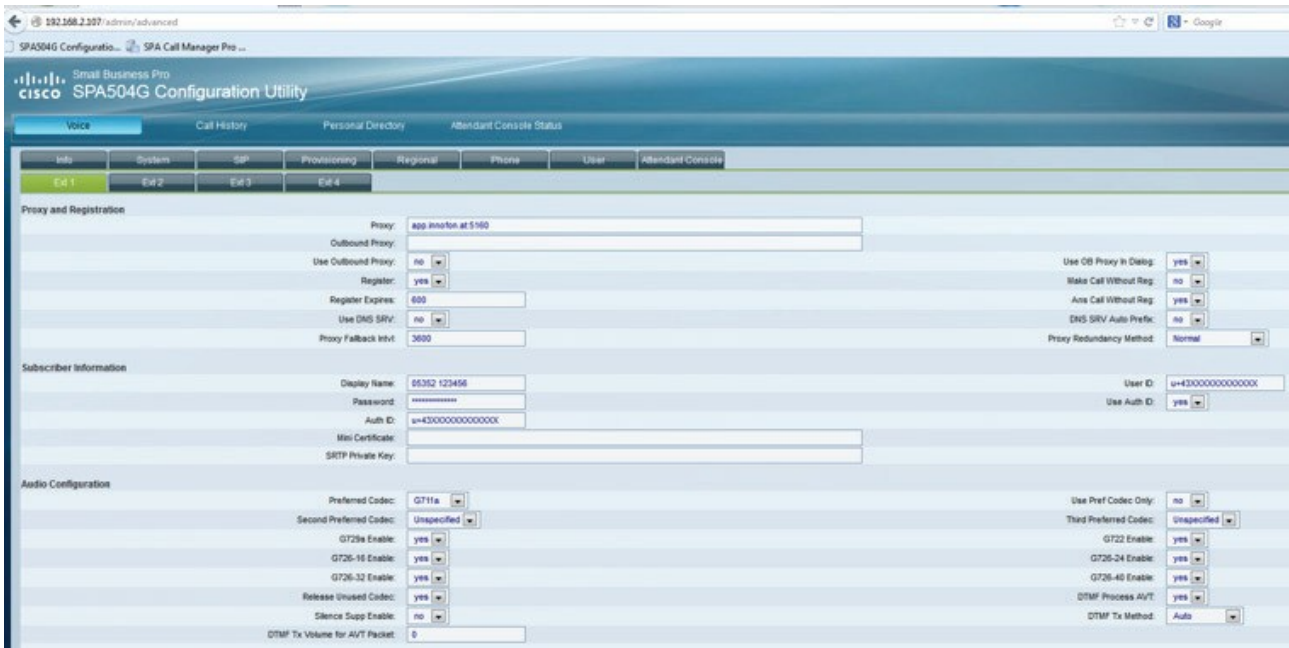 192.168.2.107/admin/advanced
Google
SPA504G Configuratio... SPA Call Manager Pro ...
Small Business Pro
cisco SPA504G Configuration Utility
Voice Call History Personal Directory Attendant Console Status
Info System SIP Provisioning Regional Phone User Attendant Console
Ext 1 Ext 2 Ext 3 Ext 4
Proxy and Registration
Proxy: app.innofon.at:5160
Outbound Proxy:
Use Outbound Proxy: no Use OB Proxy In Dialog: yes
Register: yes Make Call Without Reg: no
Register Expires: 600 Ans Call Without Reg: yes
Use DNS SRV: no DNS SRV Auto Prefix: no
Proxy Fallback Intvl: 3600 Proxy Redundancy Method: Normal
Subscriber Information
Display Name: 05352 123456 User ID: u+43XXXXXXXXXXXXX
Password: ************* Use Auth ID: yes
Auth ID: u+43XXXXXXXXXXXXX
Mini Certificate:
SRTP Private Key:
Audio Configuration
Preferred Codec: G711a Use Pref Codec Only: no
Second Preferred Codec: Unspecified Third Preferred Codec: Unspecified
G729a Enable: yes G722 Enable: yes
G726-16 Enable: yes G726-24 Enable: yes
G726-32 Enable: yes G726-40 Enable: yes
Release Unused Codec: yes DTMF Process AVT: yes
Silence Supp Enable: no DTMF Tx Method: Auto
DTMF Tx Volume for AVT Packet: 0